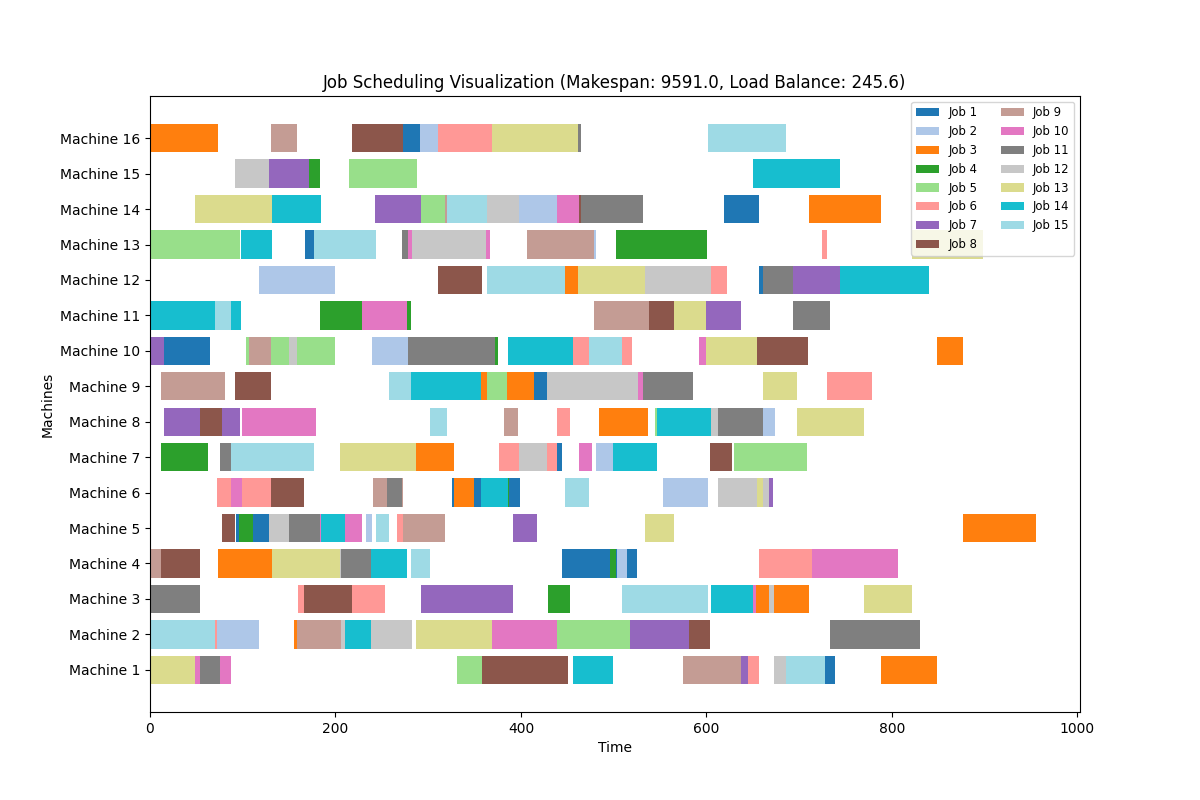 Job Scheduling Visualization (Makespan: 9591.0, Load Balance: 245.6)
Job 1
Job 2
Job 3
Job 4
Job 5
Job 6
Job 7
Job 8
Job 9
Job 10
Job 11
Job 12
Job 13
Job 14
Job 15
Machines
Machine 16
Machine 15
Machine 14
Machine 13
Machine 12
Machine 11
Machine 10
Machine 9
Machine 8
Machine 7
Machine 6
Machine 5
Machine 4
Machine 3
Machine 2
Machine 1
0 200 400 600 800 1000
Time